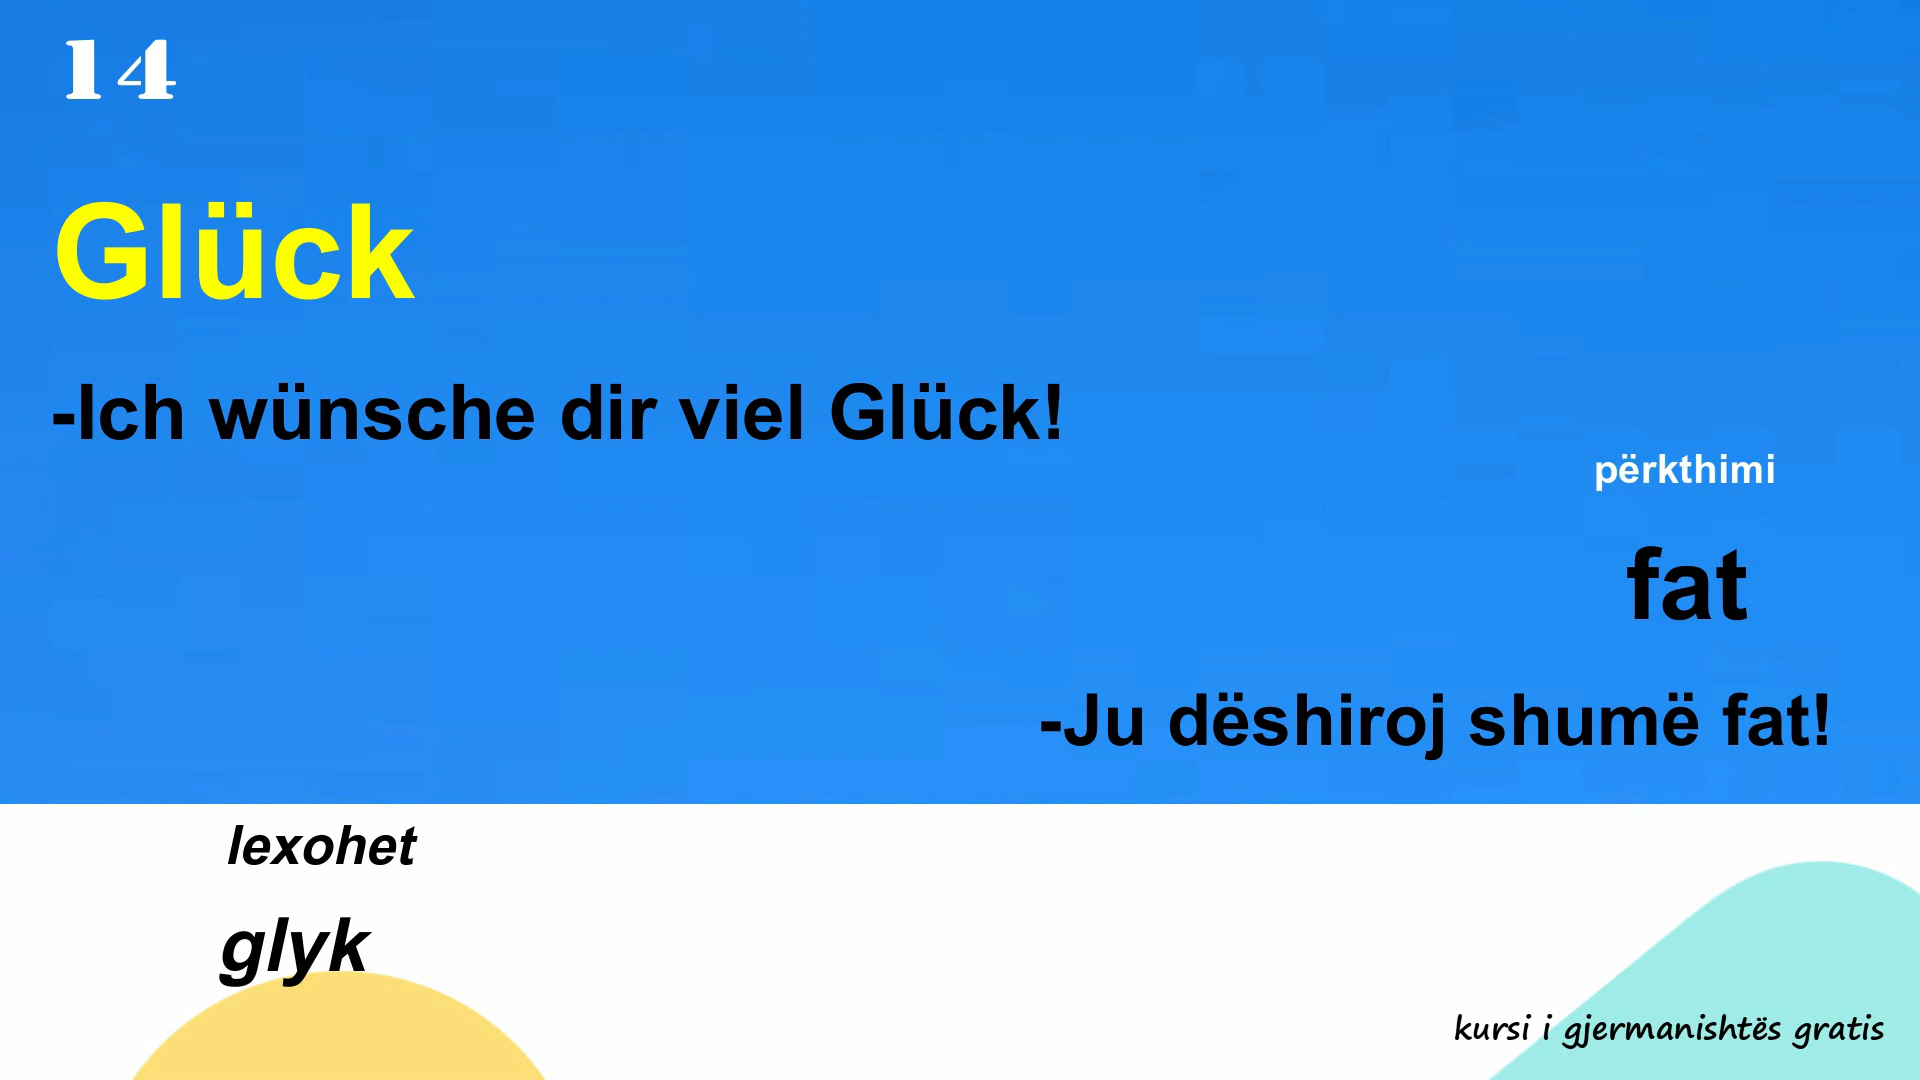 14
Glück
-Ich wünsche dir viel Glück!
përkthimi
fat
-Ju dëshiroj shumë fat!
lexohet
glyk
kursi i gjermanishtës gratis